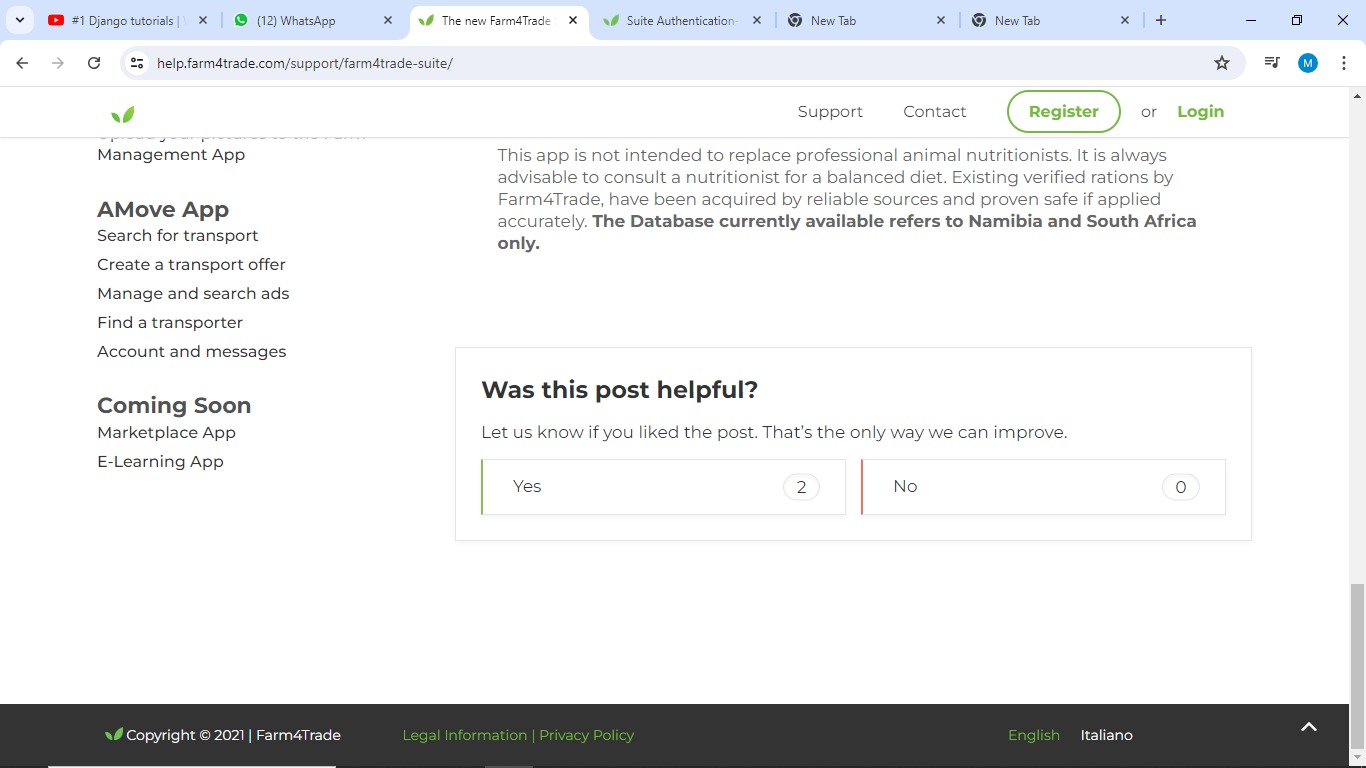 #1 Django tutorials |
(12) WhatsApp
The new Farm4Trade
Suite Authentication-
New Tab
New Tab
help.farm4trade.com/support/farm4trade-suite/
M
Support
Contact
Register
or
Login
Upload your pictures to the Farm
Management App
AMove App
Search for transport
Create a transport offer
Manage and search ads
Find a transporter
Account and messages
Coming Soon
Marketplace App
E-Learning App
This app is not intended to replace professional animal nutritionists. It is always
advisable to consult a nutritionist for a balanced diet. Existing verified rations by
Farm4Trade, have been acquired by reliable sources and proven safe if applied
accurately. The Database currently available refers to Namibia and South Africa
only.
Was this post helpful?
Let us know if you liked the post. That’s the only way we can improve.
Yes 2
No 0
Copyright © 2021 | Farm4Trade
Legal Information | Privacy Policy
English
Italiano